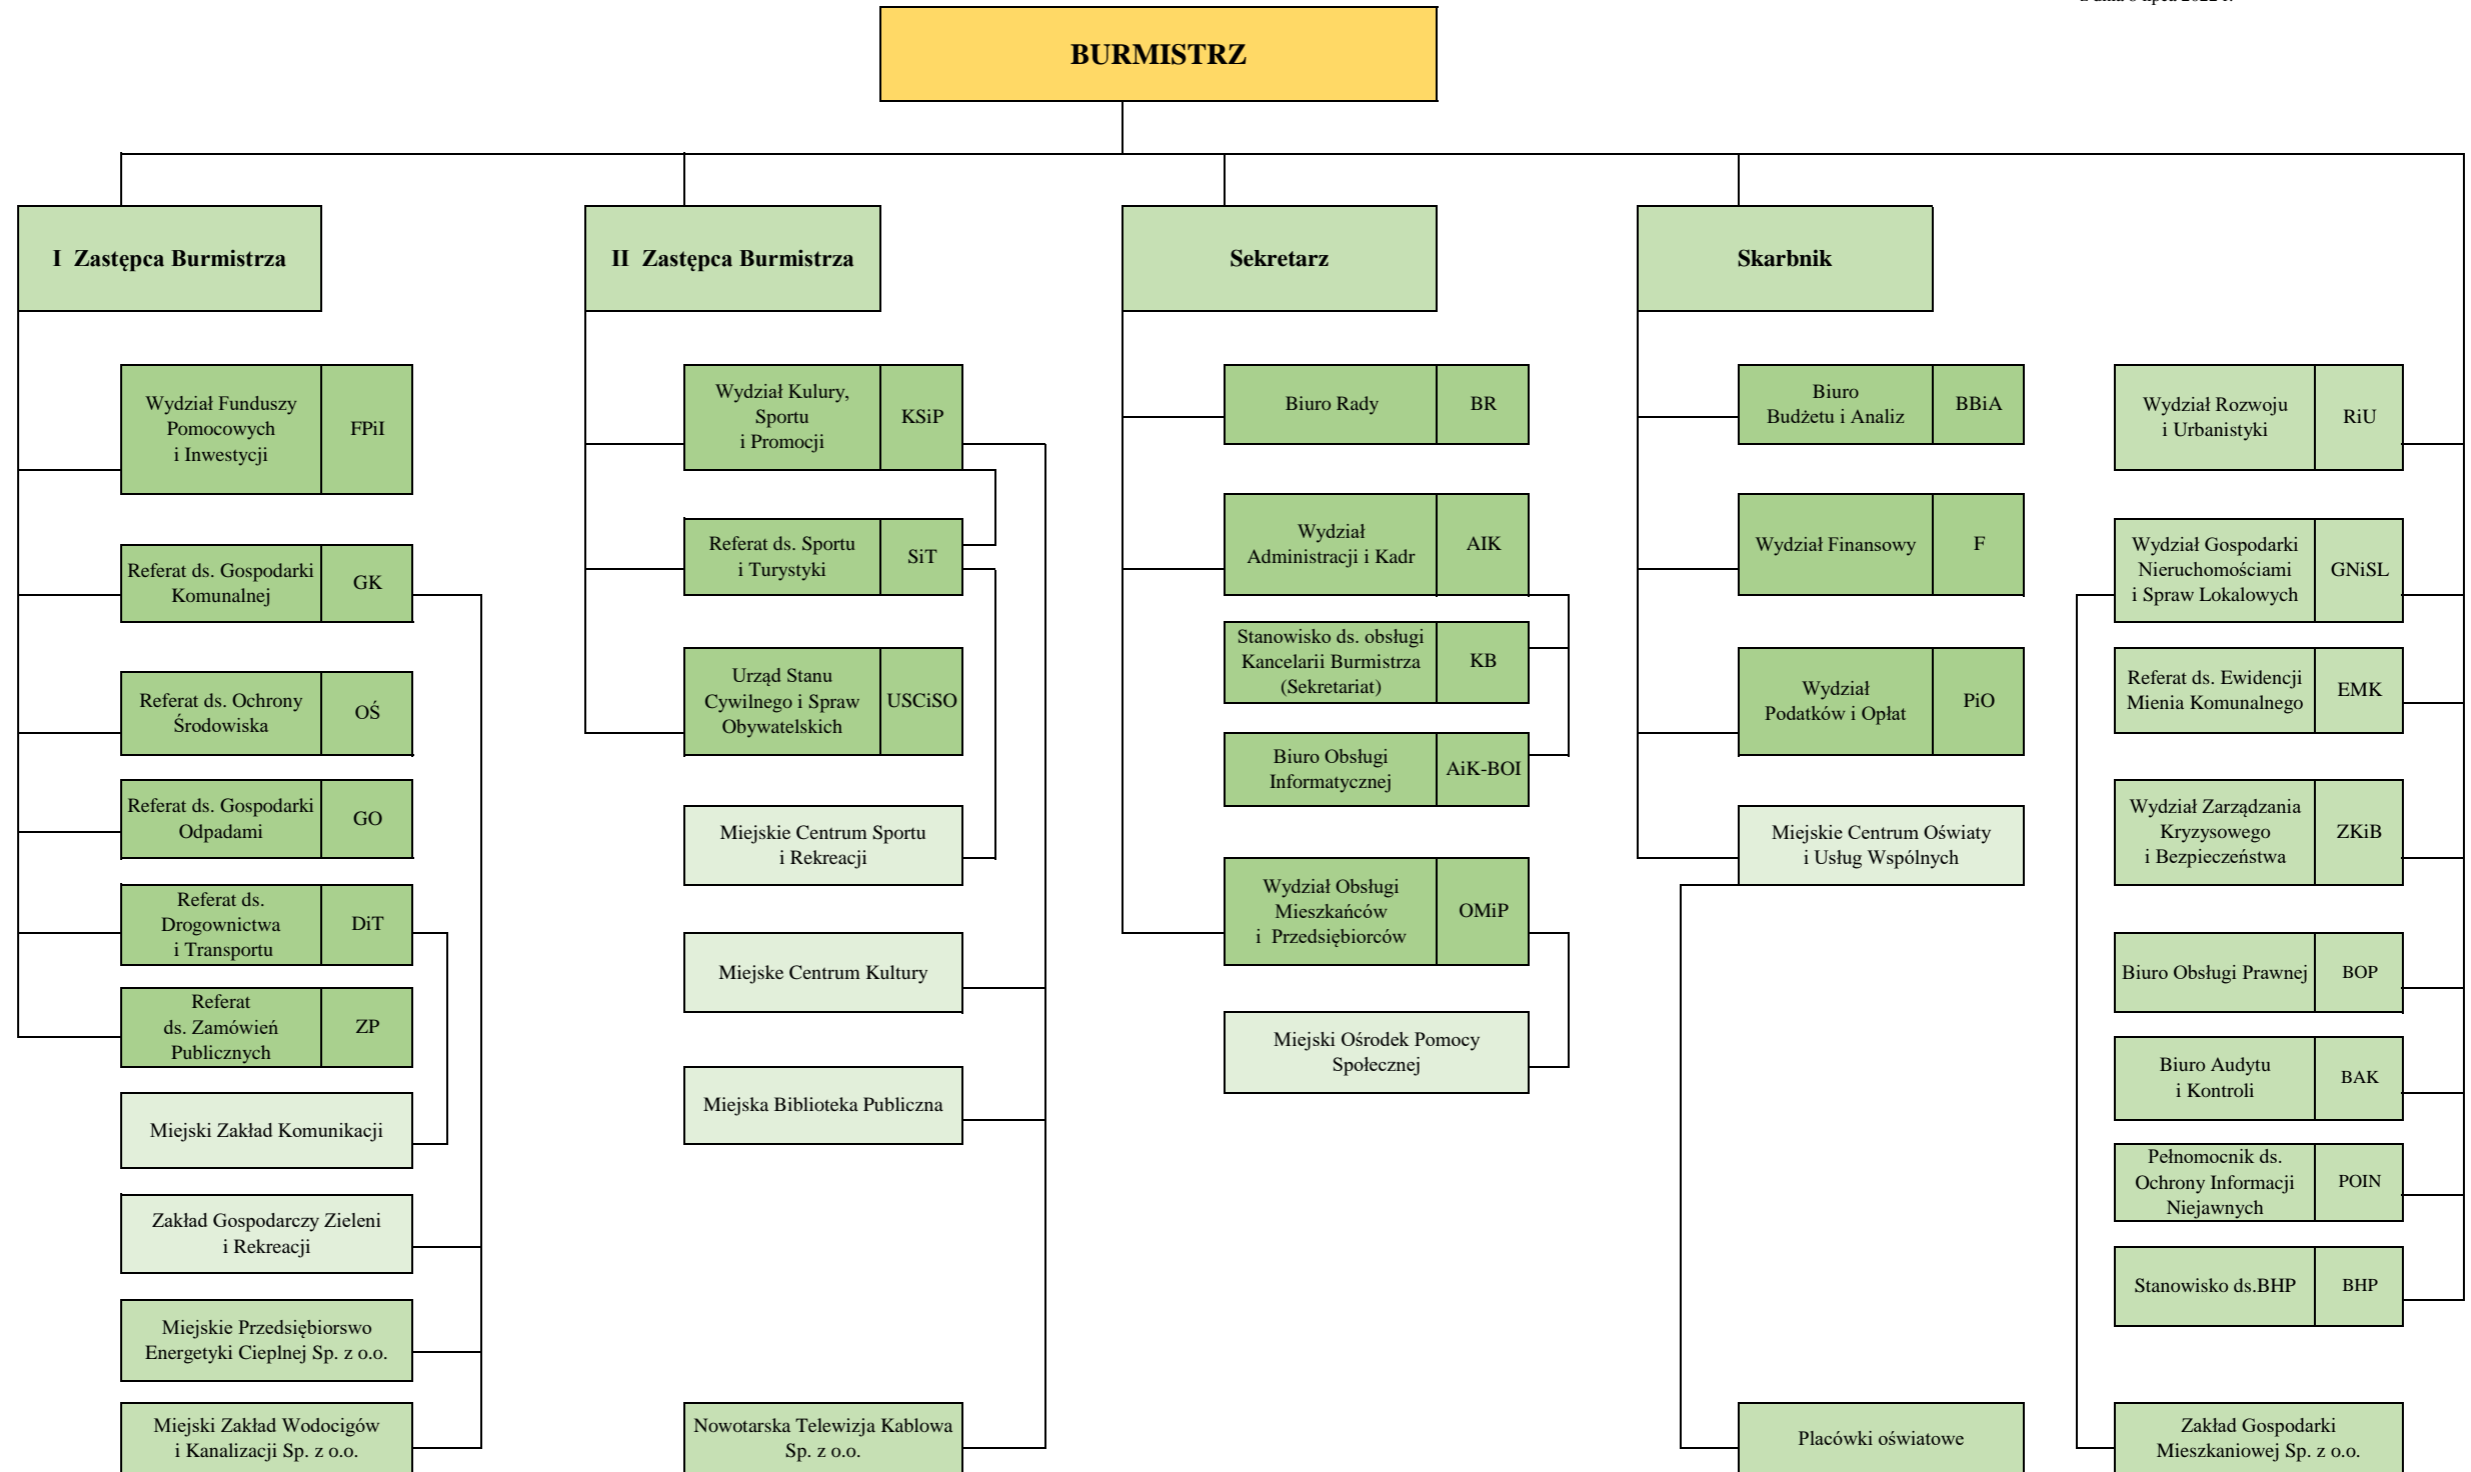 z dnia 8 lipca 2022 r.
BURMISTRZ
I Zastępca Burmistrza
II Zastępca Burmistrza
Sekretarz
Skarbnik
Wydział Funduszy
Pomocowych
i Inwestycji
FPiI
Referat ds. Gospodarki
Komunalnej
GK
Referat ds. Ochrony
Środowiska
OŚ
Referat ds. Gospodarki
Odpadami
GO
Referat ds.
Drogownictwa
i Transportu
DiT
Referat
ds. Zamówień
Publicznych
ZP
Miejski Zakład Komunikacji
Zakład Gospodarczy Zieleni
i Rekreacji
Miejskie Przedsiębiorswo
Energetyki Cieplnej Sp. z o.o.
Miejski Zakład Wodocigów
i Kanalizacji Sp. z o.o.
Wydział Kulury,
Sportu
i Promocji
KSiP
Referat ds. Sportu
i Turystyki
SiT
Urząd Stanu
Cywilnego i Spraw
Obywatelskich
USCiSO
Miejskie Centrum Sportu
i Rekreacji
Miejske Centrum Kultury
Miejska Biblioteka Publiczna
Nowotarska Telewizja Kablowa
Sp. z o.o.
Biuro Rady
BR
Wydział
Administracji i Kadr
AIK
Stanowisko ds. obsługi
Kancelarii Burmistrza
(Sekretariat)
KB
Biuro Obsługi
Informatycznej
AiK-BOI
Wydział Obsługi
Mieszkańców
i Przedsiębiorców
OMiP
Miejski Ośrodek Pomocy
Społecznej
Biuro
Budżetu i Analiz
BBiA
Wydział Finansowy
F
Wydział
Podatków i Opłat
PiO
Miejskie Centrum Oświaty
i Usług Wspólnych
Placówki oświatowe
Wydział Rozwoju
i Urbanistyki
RiU
Wydział Gospodarki
Nieruchomościami
i Spraw Lokalowych
GNiSL
Referat ds. Ewidencji
Mienia Komunalnego
EMK
Wydział Zarządzania
Kryzysowego
i Bezpieczeństwa
ZKiB
Biuro Obsługi Prawnej
BOP
Biuro Audytu
i Kontroli
BAK
Pełnomocnik ds.
Ochrony Informacji
Niejawnych
POIN
Stanowisko ds.BHP
BHP
Zakład Gospodarki
Mieszkaniowej Sp. z o.o.